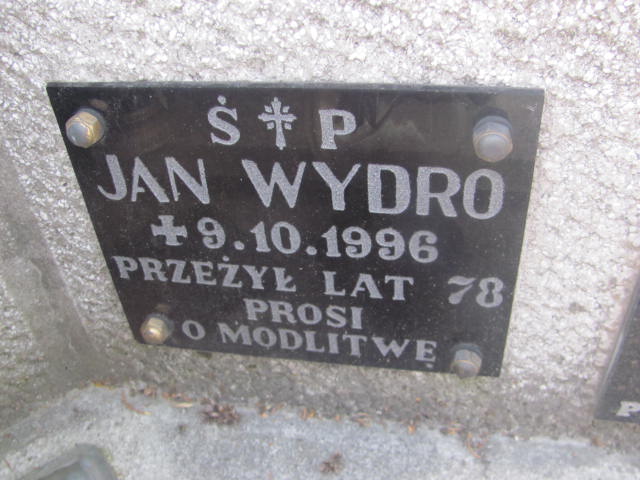 Ś✝P
JAN WYDRO
✚9.10.1996
PRZEŻYŁ LAT 78
PROSI
O MODLITWĘ